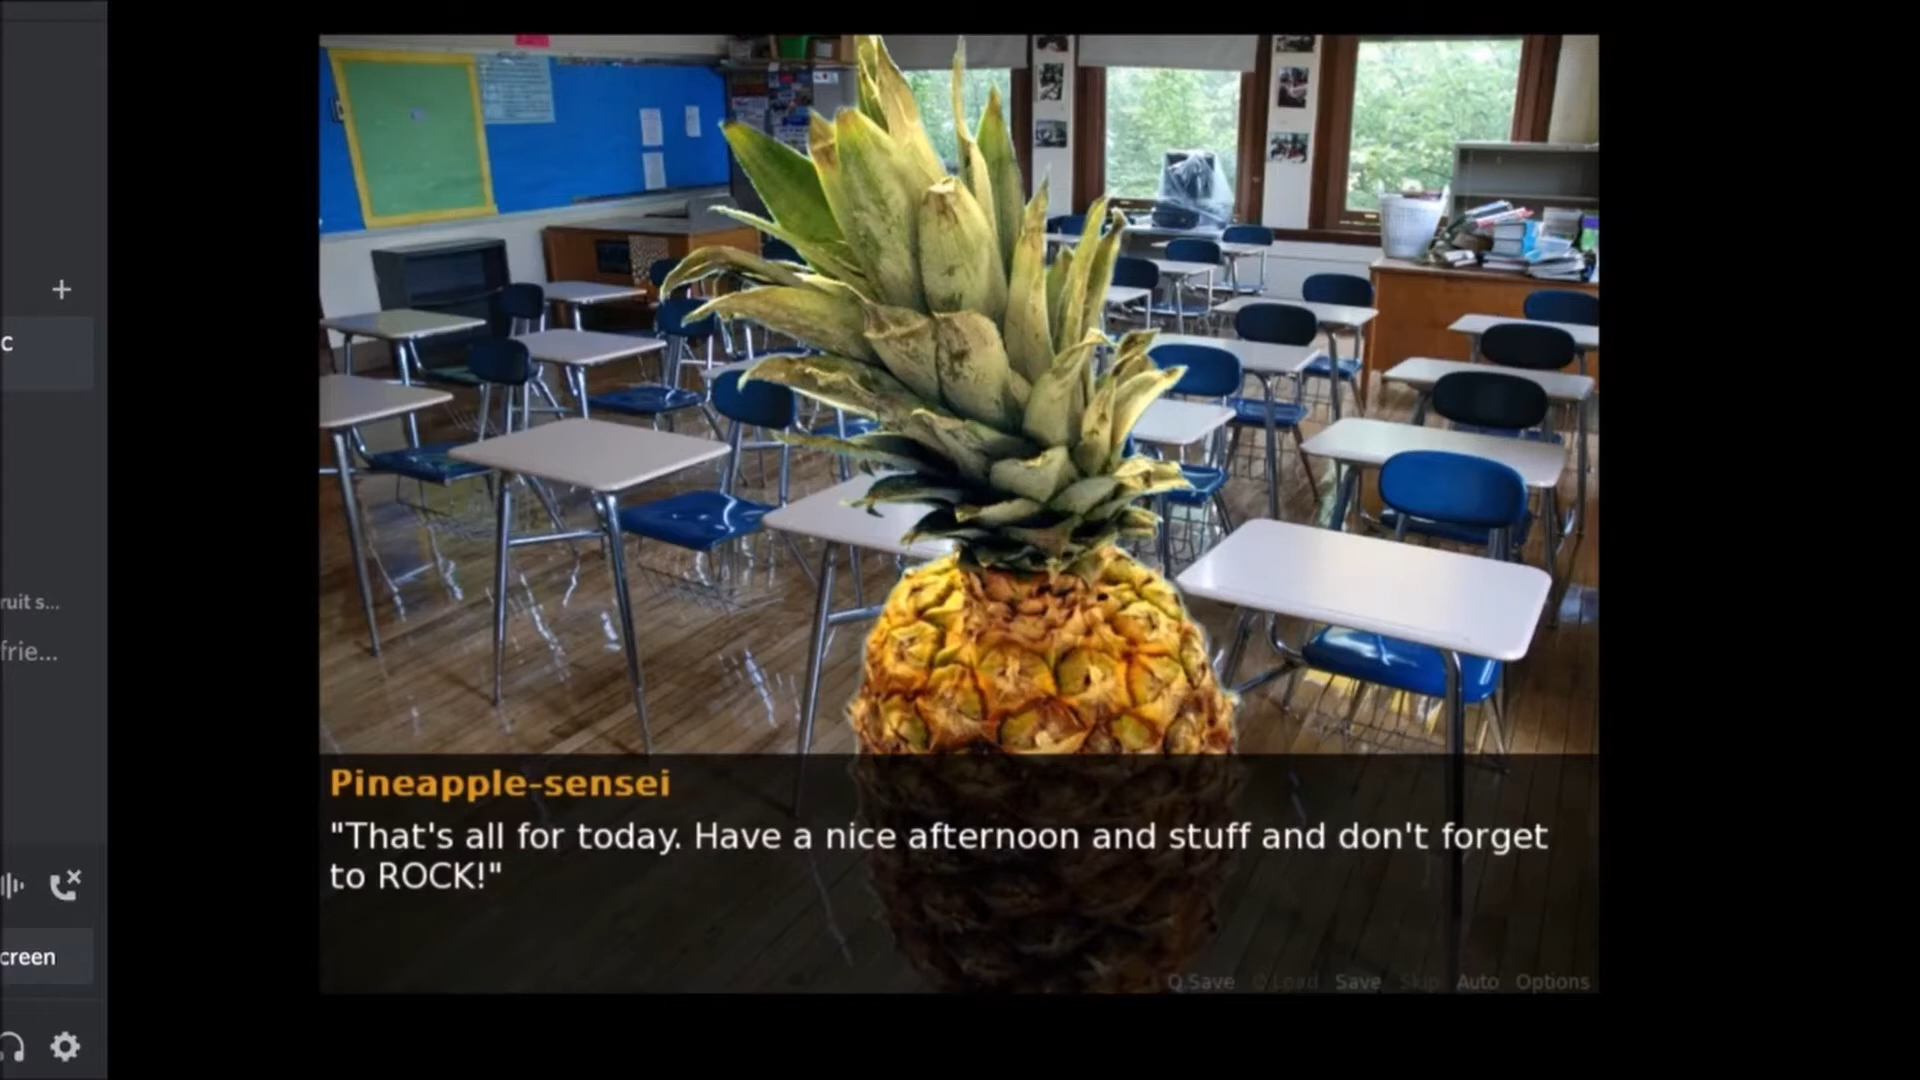 c
ruit s...
frie...
creen
Pineapple-sensei
"That's all for today. Have a nice afternoon and stuff and don't forget
to ROCK!"
Q.Save Q.Load Save Skip Auto Options